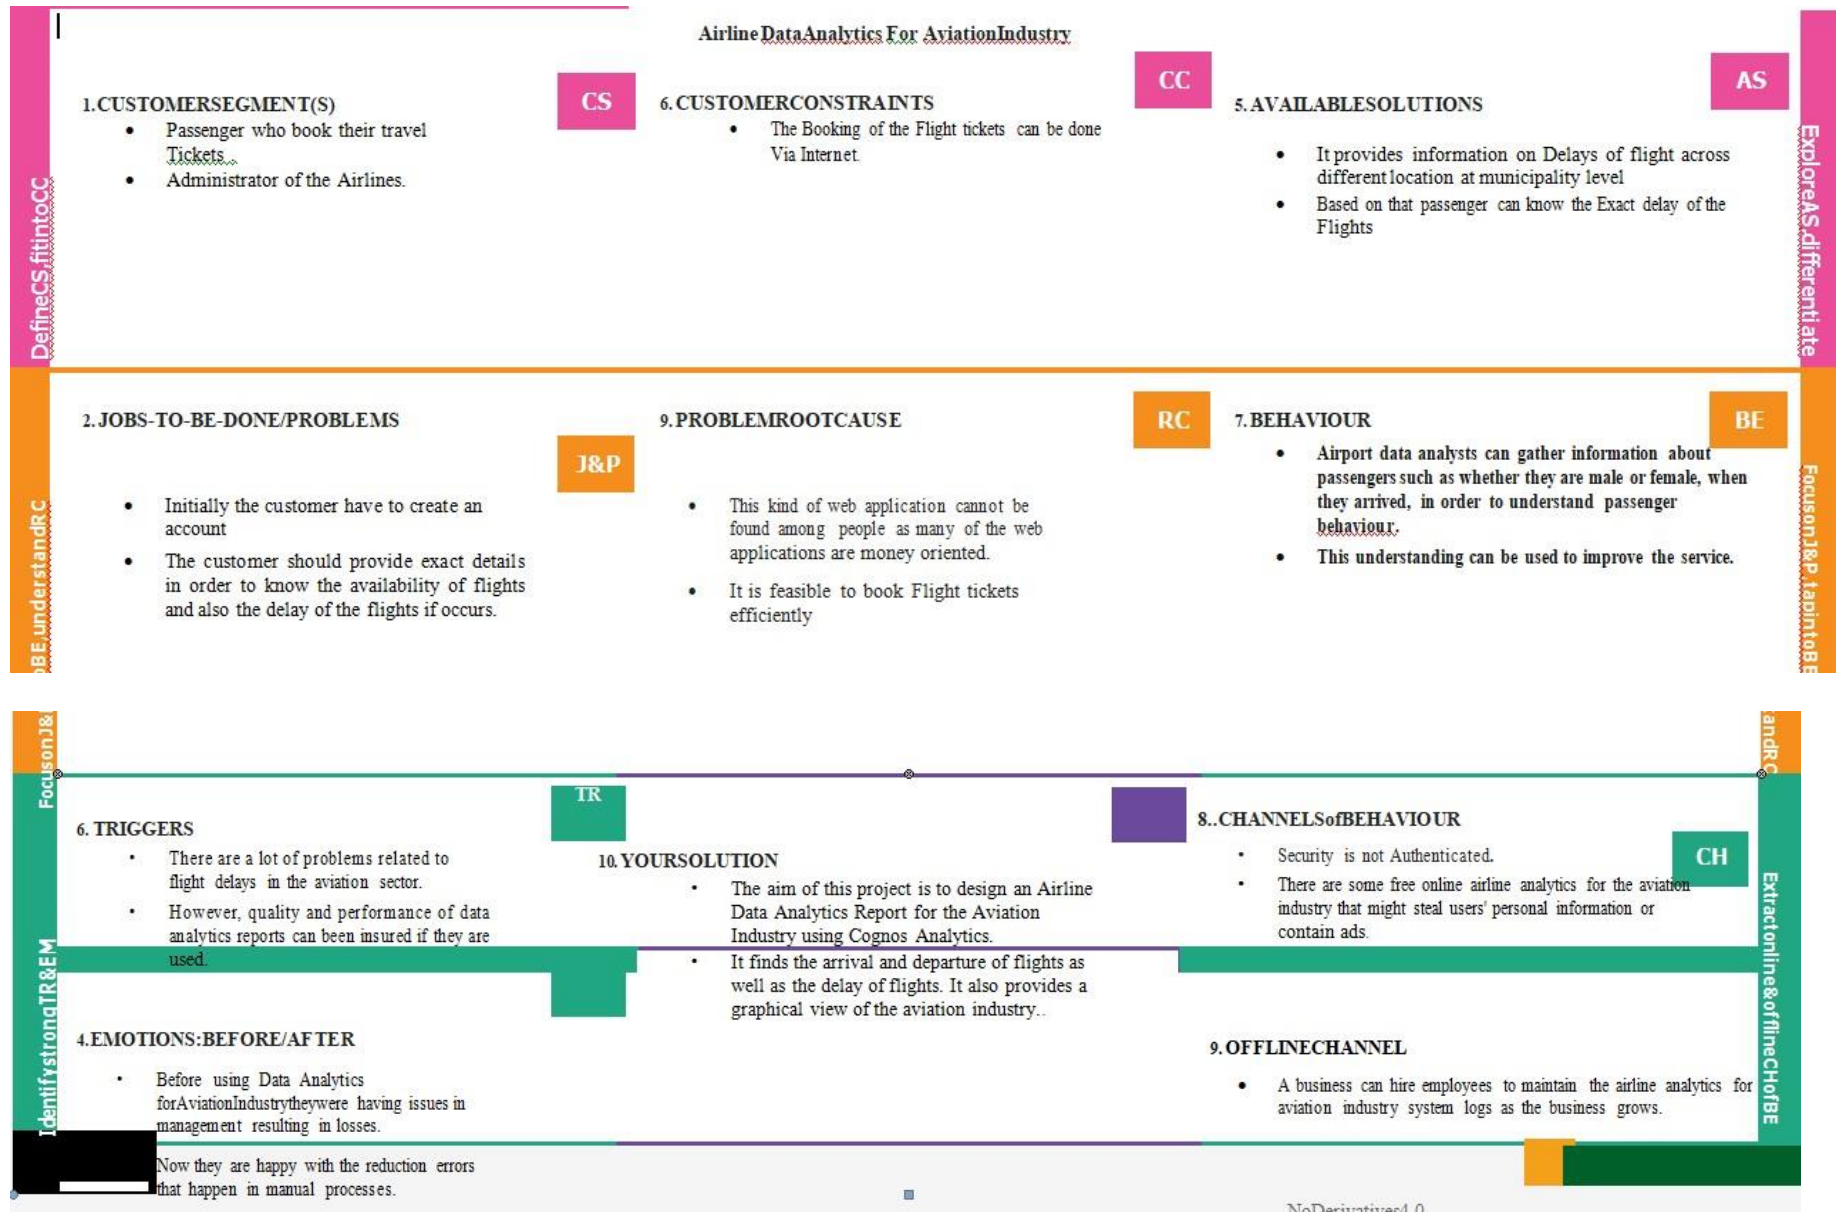 Airline DataAnalytics For AviationIndustry
DefineCS,fitintoCC
1.CUSTOMERSEGMENT(S)
CS
Passenger who book their travel
Tickets..
Administrator of the Airlines.
6.CUSTOMERCONSTRAINTS
CC
The Booking of the Flight tickets can be done
Via Internet.
5.AVAILABLESOLUTIONS
AS
It provides information on Delays of flight across
different location at municipality level
Based on that passenger can know the Exact delay of the
Flights
ExploreAS,differentiate
oBE,understandRC
2.JOBS-TO-BE-DONE/PROBLEMS
J&P
Initially the customer have to create an
account
The customer should provide exact details
in order to know the availability of flights
and also the delay of the flights if occurs.
9.PROBLEMROOTCAUSE
RC
This kind of web application cannot be
found among people as many of the web
applications are money oriented.
It is feasible to book Flight tickets
efficiently
7.BEHAVIOUR
BE
Airport data analysts can gather information about
passengers such as whether they are male or female, when
they arrived, in order to understand passenger
behaviour.
This understanding can be used to improve the service.
FocusonJ&P,tapintoBE
FocusonJ&
andRC
IdentifystrongTR&EM
6. TRIGGERS
TR
There are a lot of problems related to
flight delays in the aviation sector.
However, quality and performance of data
analytics reports can been insured if they are
used.
10.YOURSOLUTION
The aim of this project is to design an Airline
Data Analytics Report for the Aviation
Industry using Cognos Analytics.
It finds the arrival and departure of flights as
well as the delay of flights. It also provides a
graphical view of the aviation industry..
8..CHANNELSofBEHAVIOUR
CH
Security is not Authenticated.
There are some free online airline analytics for the aviation
industry that might steal users' personal information or
contain ads.
Extractonline&offlineCHofBE
4.EMOTIONS:BEFORE/AFTER
Before using Data Analytics
forAviationIndustrytheywere having issues in
management resulting in losses.
Now they are happy with the reduction errors
that happen in manual processes.
9.OFFLINECHANNEL
A business can hire employees to maintain the airline analytics for
aviation industry system logs as the business grows.
NoDerivatives4.0